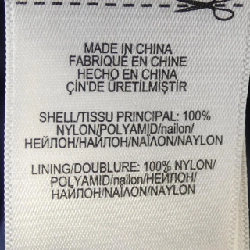 MADE IN CHINA
FABRIQUÉ EN CHINE
HECHO EN CHINA
ÇİN'DE ÜRETİLMİŞTİR
SHELL/TISSU PRINCIPAL: 100%
NYLON/POLYAMID/nailon/
НЕЙЛОН/НАЙЛОН/ΝΑΪΛΟΝ/NAYLON
LINING/DOUBLURE: 100% NYLON/
POLYAMID/nailon/НЕЙЛОН/
НАЙЛОН/ΝΑΪΛΟΝ/NAYLON